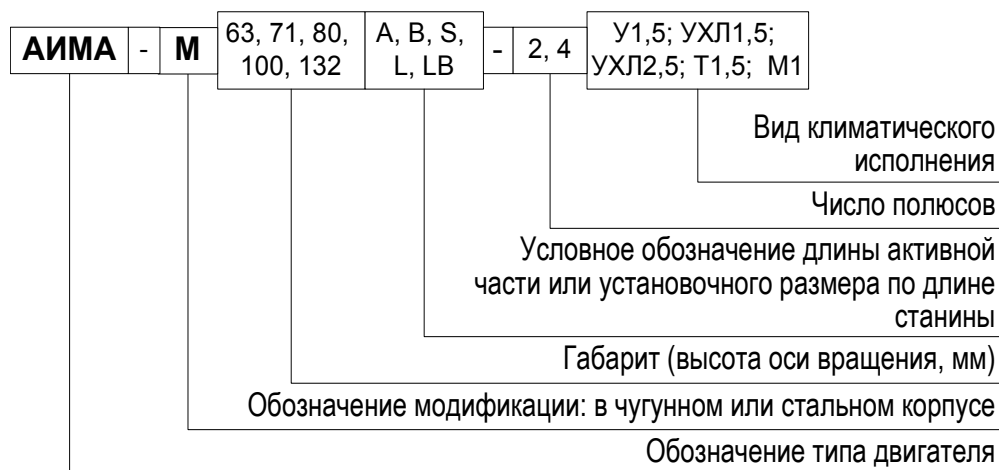 АИМА - М 63, 71, 80, A, B, S, - 2, 4 У1,5; УХЛ1,5;
100, 132 L, LB УХЛ2,5; Т1,5; М1
Вид климатического
исполнения
Число полюсов
Условное обозначение длины активной
части или установочного размера по длине
станины
Габарит (высота оси вращения, мм)
Обозначение модификации: в чугунном или стальном корпусе
Обозначение типа двигателя